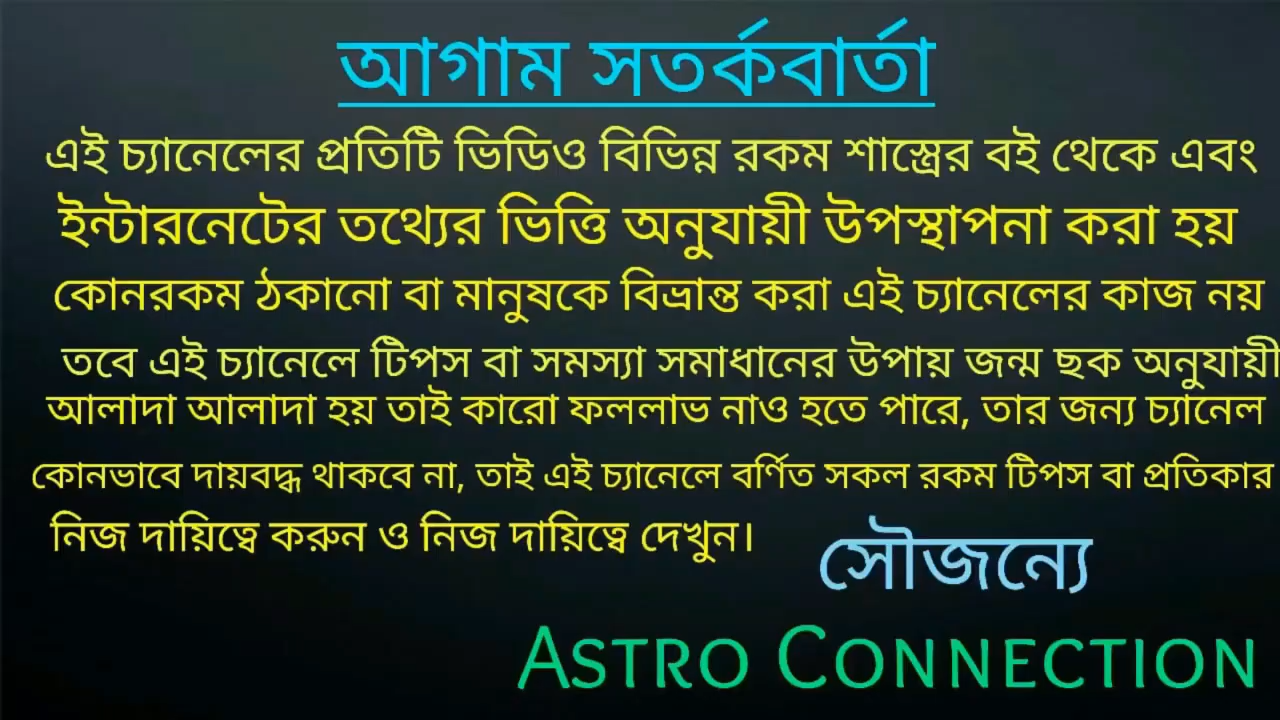 আগাম সতর্কবার্তা
এই চ্যানেলের প্রতিটি ভিডিও বিভিন্ন রকম শাস্ত্রের বই থেকে এবং
ইন্টারনেটের তথ্যের ভিত্তি অনুযায়ী উপস্থাপনা করা হয়
কোনরকম ঠকানো বা মানুষকে বিভ্রান্ত করা এই চ্যানেলের কাজ নয়
তবে এই চ্যানেলে টিপস বা সমস্যা সমাধানের উপায় জন্ম ছক অনুযায়ী
আলাদা আলাদা হয় তাই কারো ফললাভ নাও হতে পারে, তার জন্য চ্যানেল
কোনভাবে দায়বদ্ধ থাকবে না, তাই এই চ্যানেলে বর্ণিত সকল রকম টিপস বা প্রতিকার
নিজ দায়িত্বে করুন ও নিজ দায়িত্বে দেখুন।
সৌজন্যে
ASTRO CONNECTION